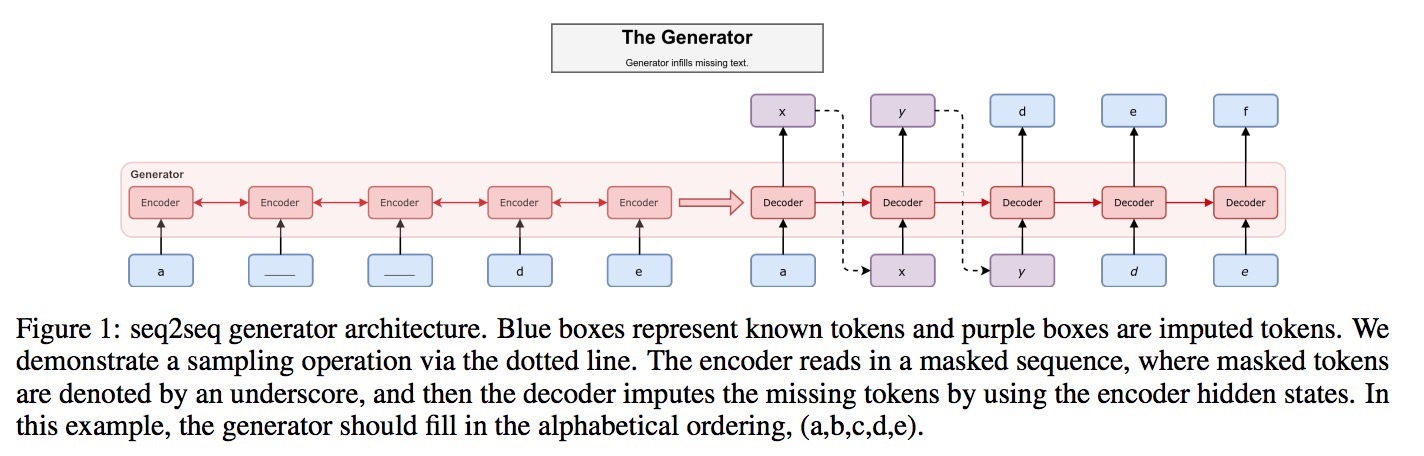 The Generator
Generator infills missing text.
x y d e f
Generator
Encoder Encoder Encoder Encoder Encoder Decoder Decoder Decoder Decoder Decoder
a ____ ____ d e a x y d e
Figure 1: seq2seq generator architecture. Blue boxes represent known tokens and purple boxes are imputed tokens. We
demonstrate a sampling operation via the dotted line. The encoder reads in a masked sequence, where masked tokens
are denoted by an underscore, and then the decoder imputes the missing tokens by using the encoder hidden states. In
this example, the generator should fill in the alphabetical ordering, (a,b,c,d,e).